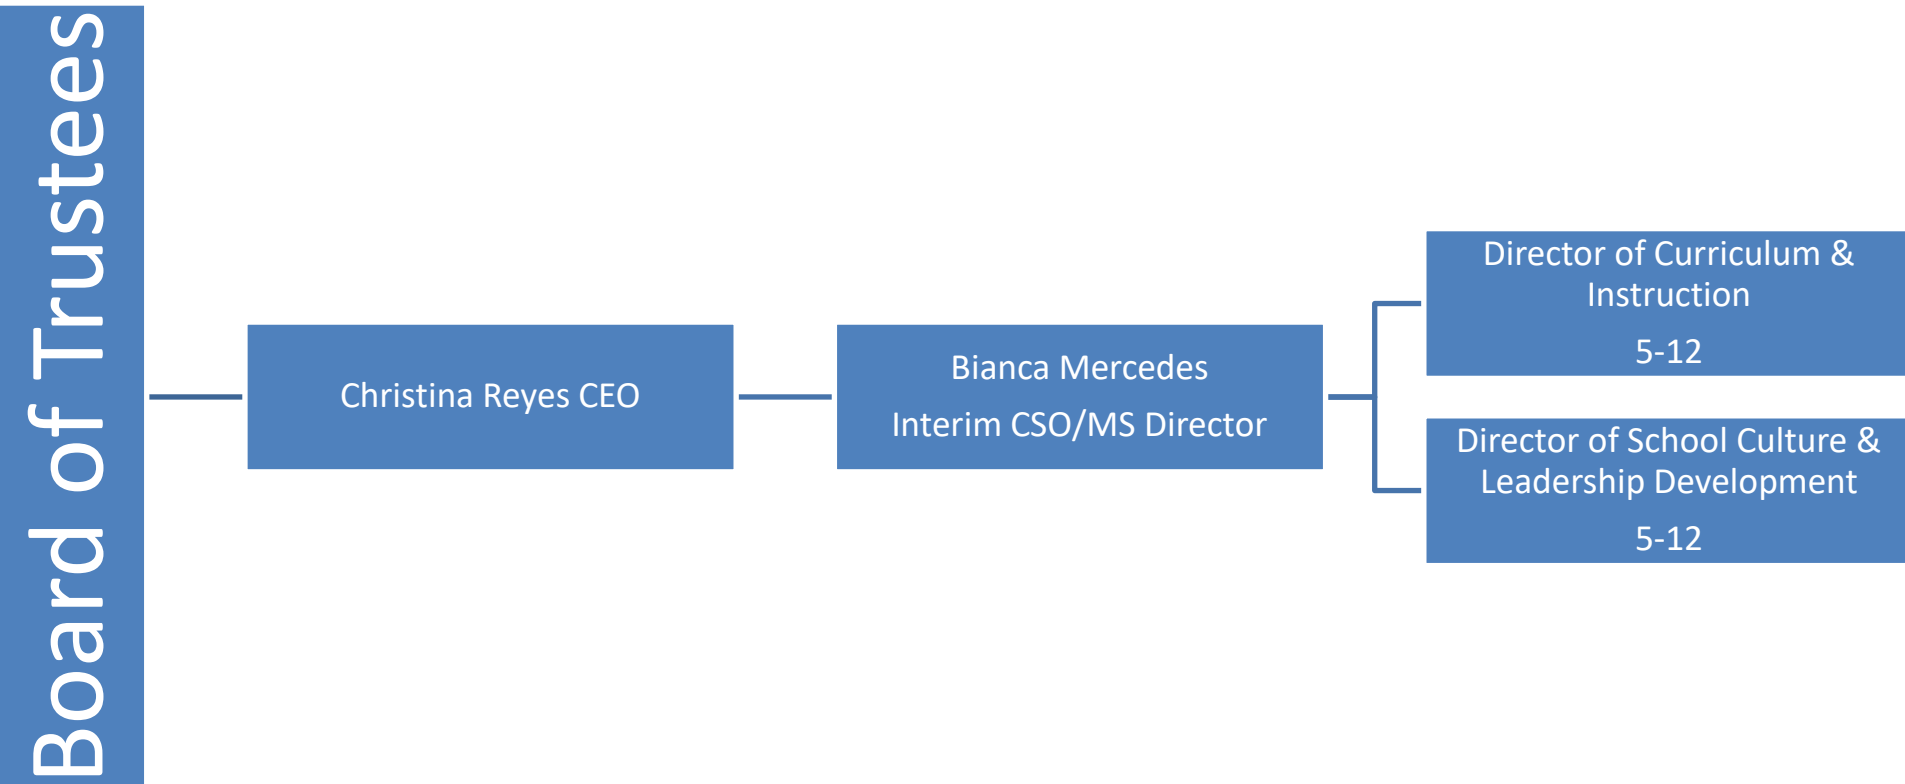 Board of Trustees
Christina Reyes CEO
Bianca Mercedes
Interim CSO/MS Director
Director of Curriculum &
Instruction
5-12
Director of School Culture &
Leadership Development
5-12